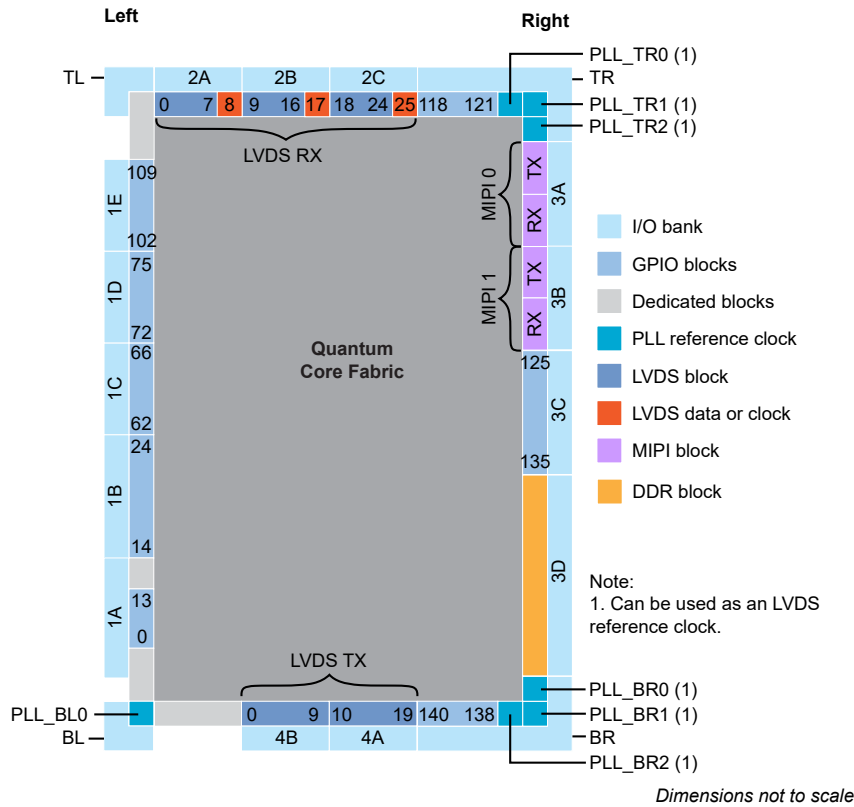 Left
Right
PLL_TR0 (1)
TL
2A
2B
2C
TR
0
7
8
9
16
17
18
24
25
118
121
PLL_TR1 (1)
PLL_TR2 (1)
LVDS RX
109
1E
102
75
1D
72
66
1C
62
24
1B
14
1A
13
0
MIPI 0
TX
RX
3A
MIPI 1
TX
RX
3B
125
3C
135
3D
Quantum
Core Fabric
I/O bank
GPIO blocks
Dedicated blocks
PLL reference clock
LVDS block
LVDS data or clock
MIPI block
DDR block
Note:
1. Can be used as an LVDS
reference clock.
LVDS TX
PLL_BR0 (1)
PLL_BL0
0
9
10
19
140
138
PLL_BR1 (1)
BL
4B
4A
BR
PLL_BR2 (1)
Dimensions not to scale